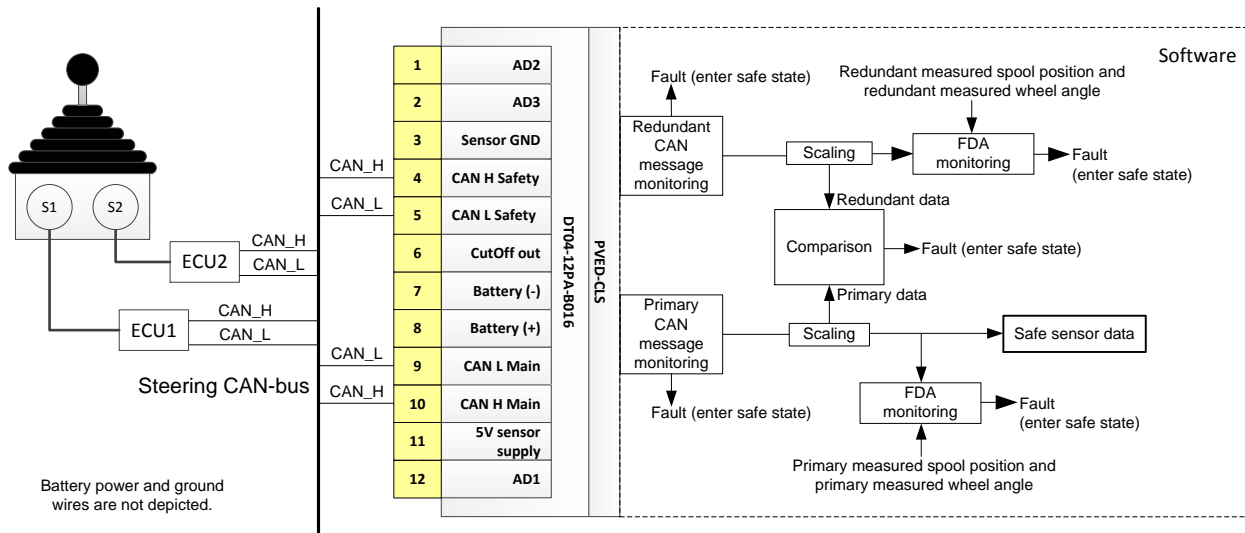 S1
S2
ECU2
CAN_H
CAN_L
ECU1
CAN_H
CAN_L
Steering CAN-bus
Battery power and ground
wires are not depicted.
CAN_H
CAN_L
CAN_L
CAN_H
1 AD2
2 AD3
3 Sensor GND
4 CAN H Safety
5 CAN L Safety
6 CutOff out
7 Battery (-)
8 Battery (+)
9 CAN L Main
10 CAN H Main
11 5V sensor
supply
12 AD1
DT04-12PA-B016
PVED-CLS
Software
Fault (enter safe state)
Redundant
CAN
message
monitoring
Scaling
Redundant measured spool position and
redundant measured wheel angle
FDA
monitoring
Fault
(enter safe state)
Redundant data
Comparison
Fault (enter safe state)
Primary data
Primary
CAN
message
monitoring
Scaling
Safe sensor data
Fault (enter safe state)
FDA
monitoring
Fault
(enter safe state)
Primary measured spool position and
primary measured wheel angle